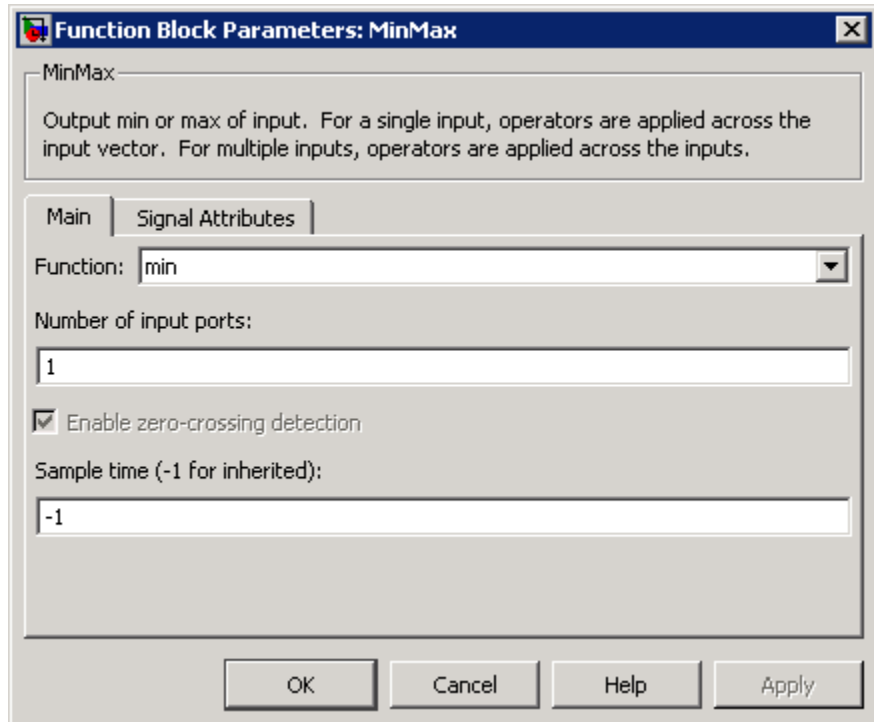 Function Block Parameters: MinMax
MinMax
Output min or max of input.  For a single input, operators are applied across the
input vector.  For multiple inputs, operators are applied across the inputs.
Main
Signal Attributes
Function: min
Number of input ports:
1
Enable zero-crossing detection
Sample time (-1 for inherited):
-1
OK
Cancel
Help
Apply